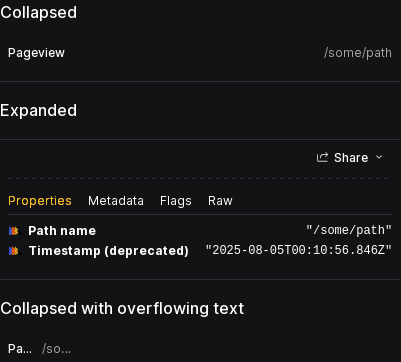 Collapsed
Pageview /some/path
Expanded
Share
Properties Metadata Flags Raw
Path name "/some/path"
Timestamp (deprecated) "2025-08-05T00:10:56.846Z"
Collapsed with overflowing text
Pa... /so...